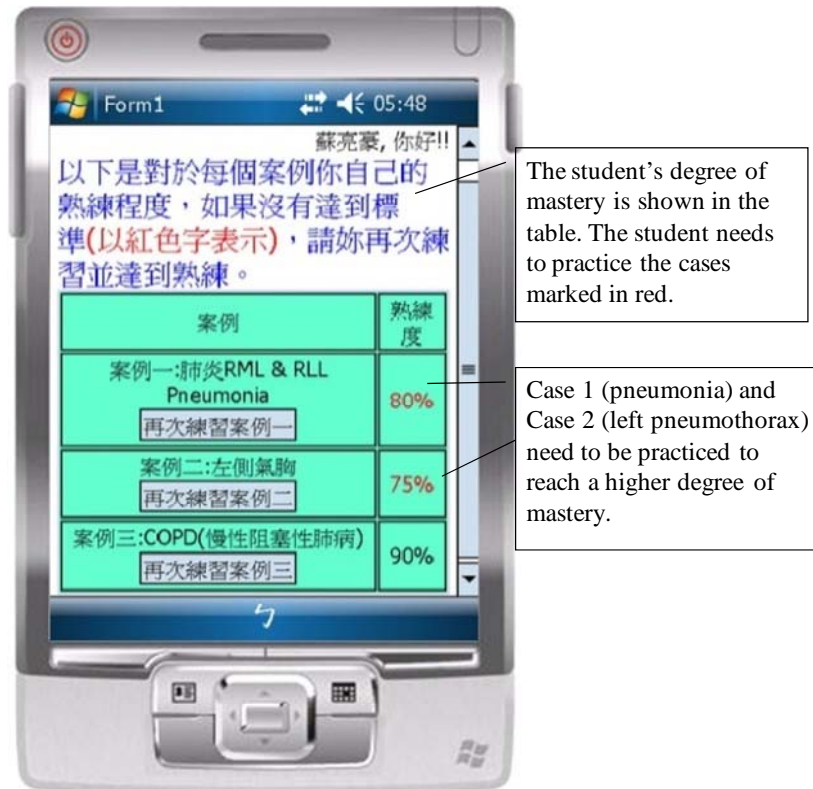 Form1 05:48
蘇亮豪, 你好!!
以下是對於每個案例你自己的
熟練程度，如果沒有達到標
準(以紅色字表示)，請妳再次練
習並達到熟練。
案例
熟練
度
案例一:肺炎RML & RLL
Pneumonia
再次練習案例一
80%
案例二:左側氣胸
再次練習案例二
75%
案例三:COPD(慢性阻塞性肺病)
再次練習案例三
90%
ㄅ
The student's degree of
mastery is shown in the
table. The student needs
to practice the cases
marked in red.
Case 1 (pneumonia) and
Case 2 (left pneumothorax)
need to be practiced to
reach a higher degree of
mastery.